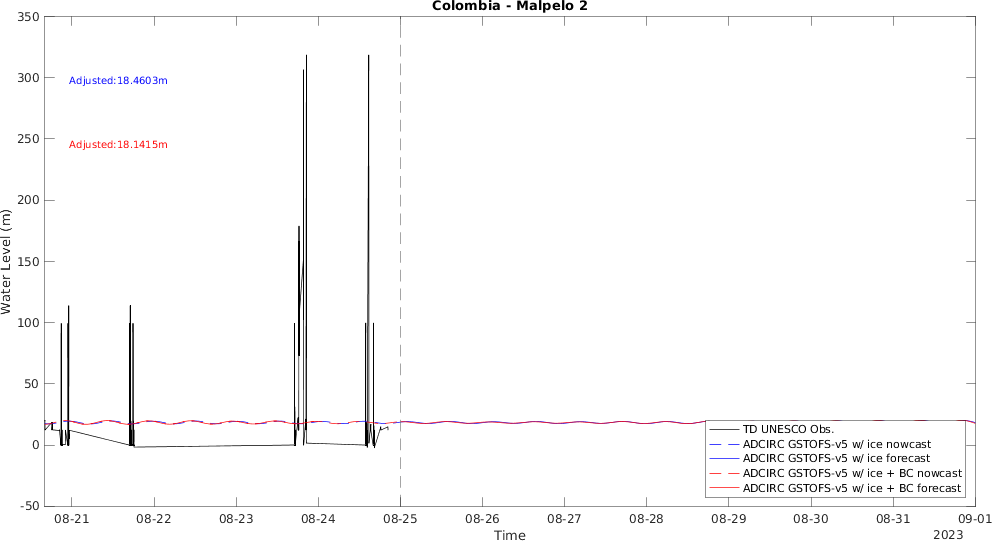 Colombia - Malpelo 2
350
300
250
200
150
100
50
0
-50
Water Level (m)
Adjusted:18.4603m
Adjusted:18.1415m
TD UNESCO Obs.
ADCIRC GSTOFS-v5 w/ ice nowcast
ADCIRC GSTOFS-v5 w/ ice forecast
ADCIRC GSTOFS-v5 w/ ice + BC nowcast
ADCIRC GSTOFS-v5 w/ ice + BC forecast
08-21 08-22 08-23 08-24 08-25 08-26 08-27 08-28 08-29 08-30 08-31 09-01
Time
2023